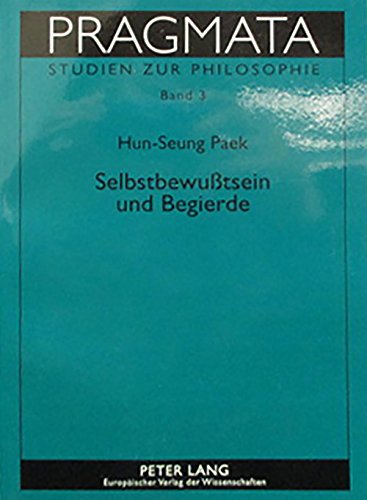 PRAGMATA
STUDIEN ZUR PHILOSOPHIE
Band 3
Hun-Seung Paek
Selbstbewußtsein
und Begierde
PETER LANG
Europäischer Verlag der Wissenschaften